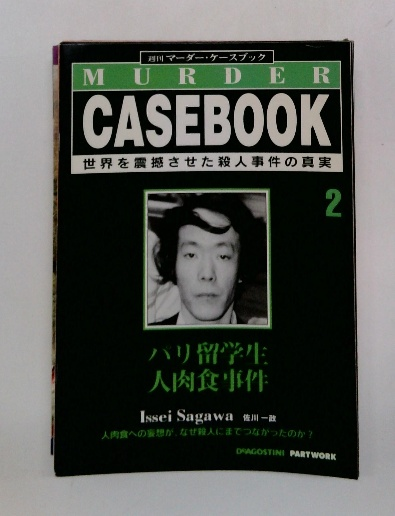 週刊 マーダー・ケースブック
MURDER
CASEBOOK
世界を震撼させた殺人事件の真実
2
パリ留学生
人肉食事件
Issei Sagawa 佐川一政
人肉食への妄想が、なぜ殺人にまでつながったのか？
DeAGOSTINI PARTWORK